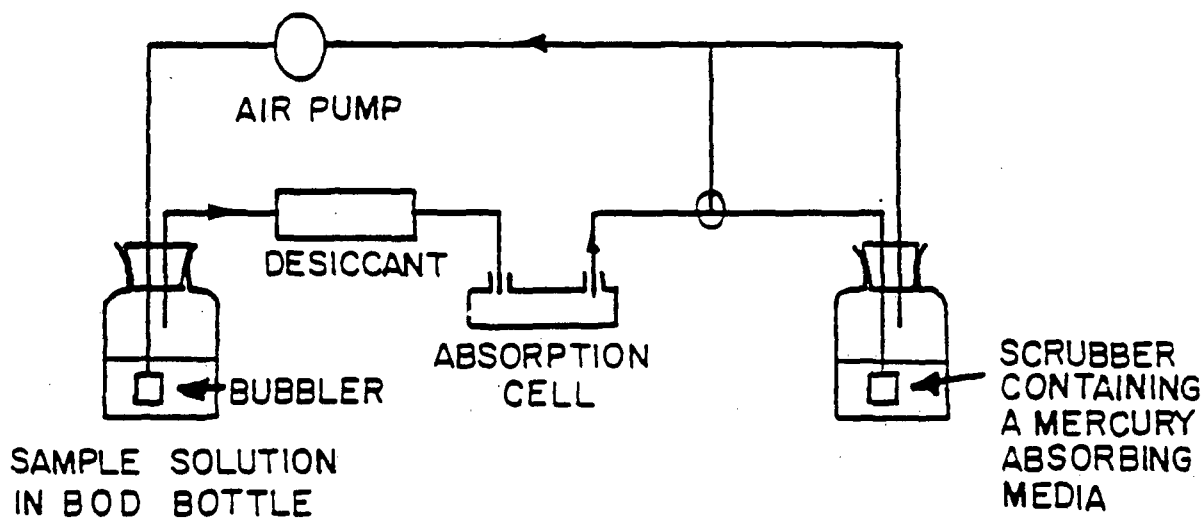 AIR PUMP
DESICCANT
ABSORPTION
CELL
BUBBLER
SAMPLE SOLUTION
IN BOD BOTTLE
SCRUBBER
CONTAINING
A MERCURY
ABSORBING
MEDIA